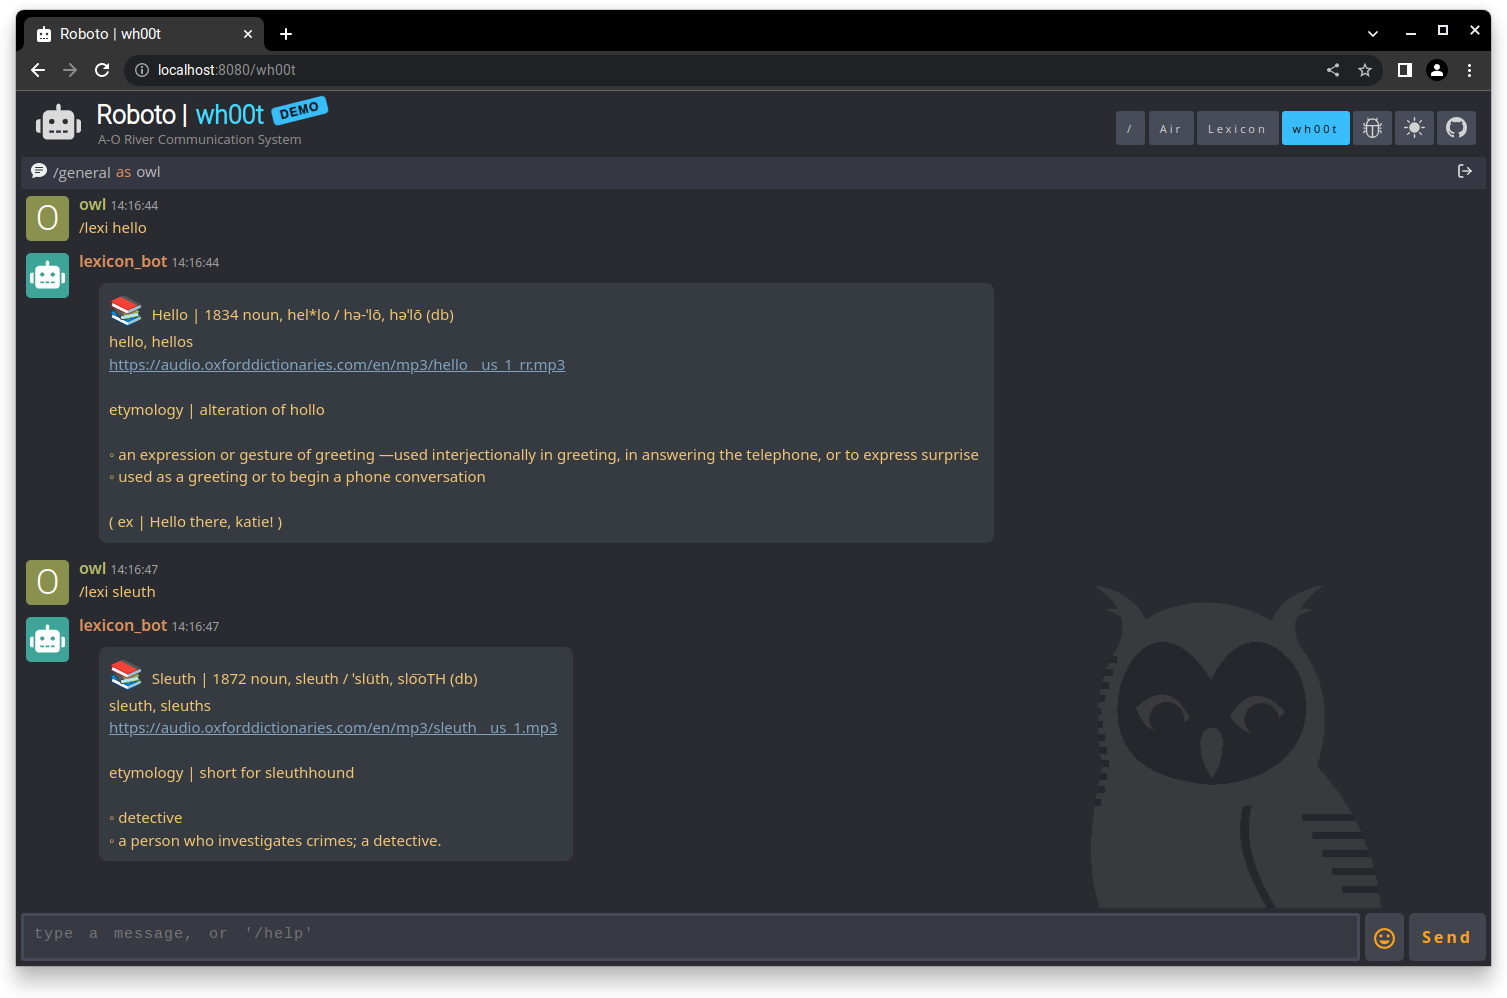 Roboto | wh00t
localhost:8080/wh00t
Roboto | wh00t DEMO
A-O River Communication System
/ Air Lexicon wh00t
/general as owl
O owl 14:16:44
/lexi hello
lexicon_bot 14:16:44
Hello | 1834 noun, hel*lo / hə-ˈlō, həˈlō (db)
hello, hellos
https://audio.oxforddictionaries.com/en/mp3/hello__us_1_rr.mp3
etymology | alteration of hollo
◦ an expression or gesture of greeting —used interjectionally in greeting, in answering the telephone, or to express surprise
◦ used as a greeting or to begin a phone conversation
( ex | Hello there, katie! )
O owl 14:16:47
/lexi sleuth
lexicon_bot 14:16:47
Sleuth | 1872 noun, sleuth / ˈslüth, slo͞oTH (db)
sleuth, sleuths
https://audio.oxforddictionaries.com/en/mp3/sleuth__us_1.mp3
etymology | short for sleuthhound
◦ detective
◦ a person who investigates crimes; a detective.
type a message, or '/help'
Send